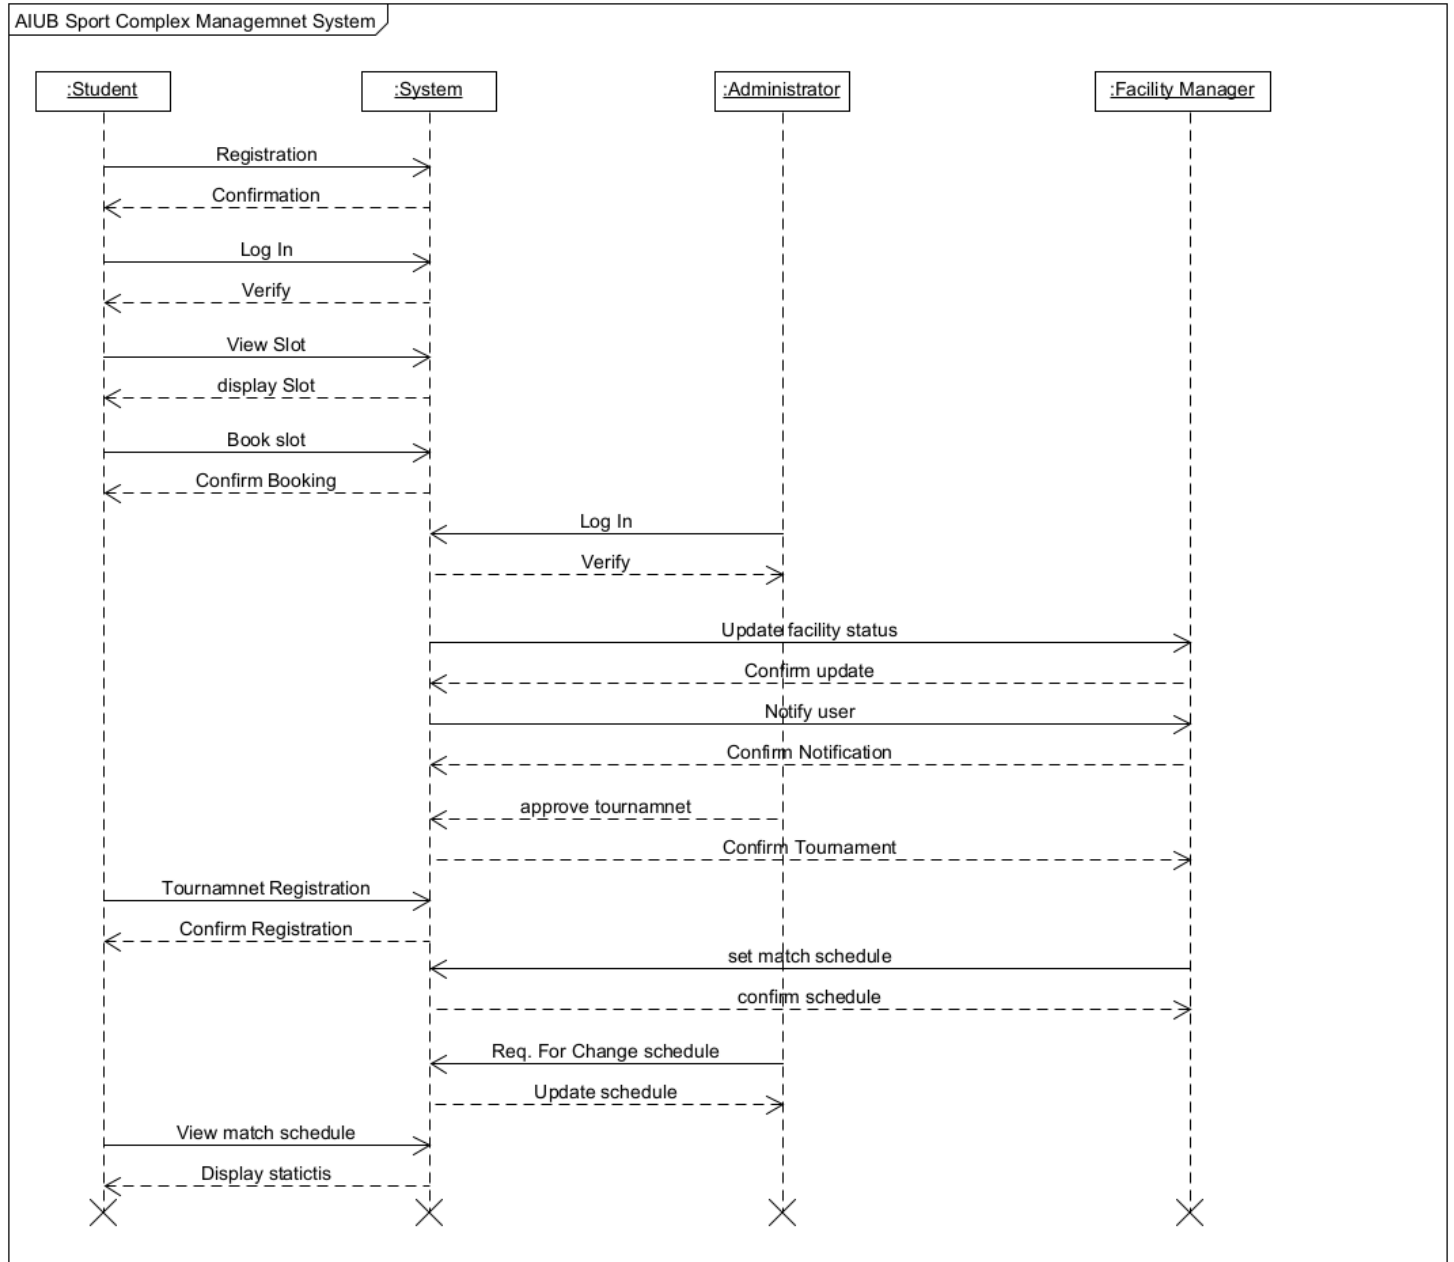 AIUB Sport Complex Managemnet System
:Student
:System
:Administrator
:Facility Manager
Registration
Confirmation
Log In
Verify
View Slot
display Slot
Book slot
Confirm Booking
Log In
Verify
Update facility status
Confirm update
Notify user
Confirm Notification
approve tournamnet
Confirm Tournament
Tournamnet Registration
Confirm Registration
set match schedule
confirm schedule
Req. For Change schedule
Update schedule
View match schedule
Display statictis